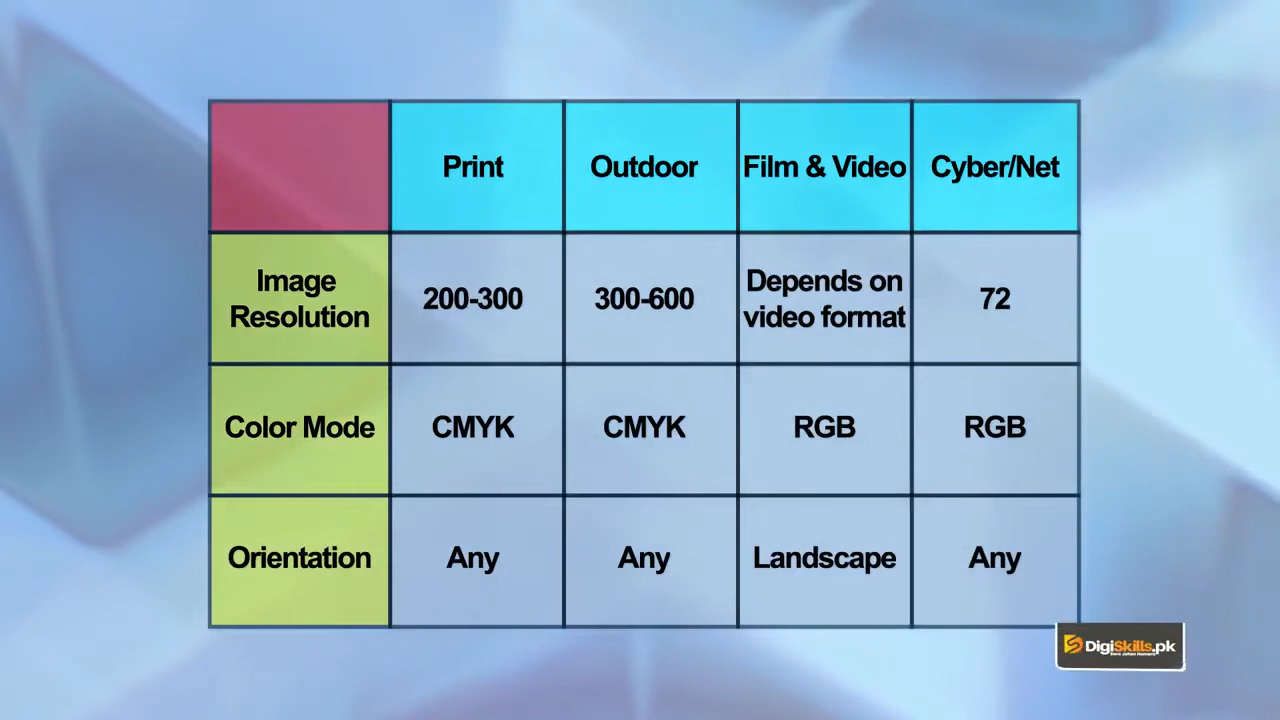 Print Outdoor Film & Video Cyber/Net
Image
Resolution
200-300 300-600
Depends on
video format
72
Color Mode CMYK CMYK RGB RGB
Orientation Any Any Landscape Any
DigiSkills.pk